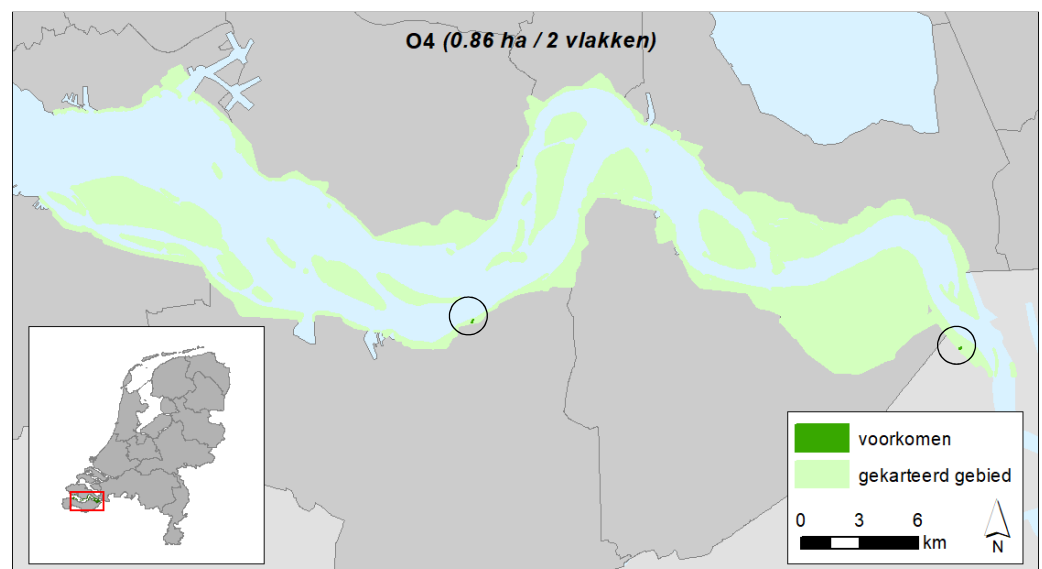 O4 (0.86 ha / 2 vlakken)
voorkomen
gekarteerd gebied
0 3 6
km
N